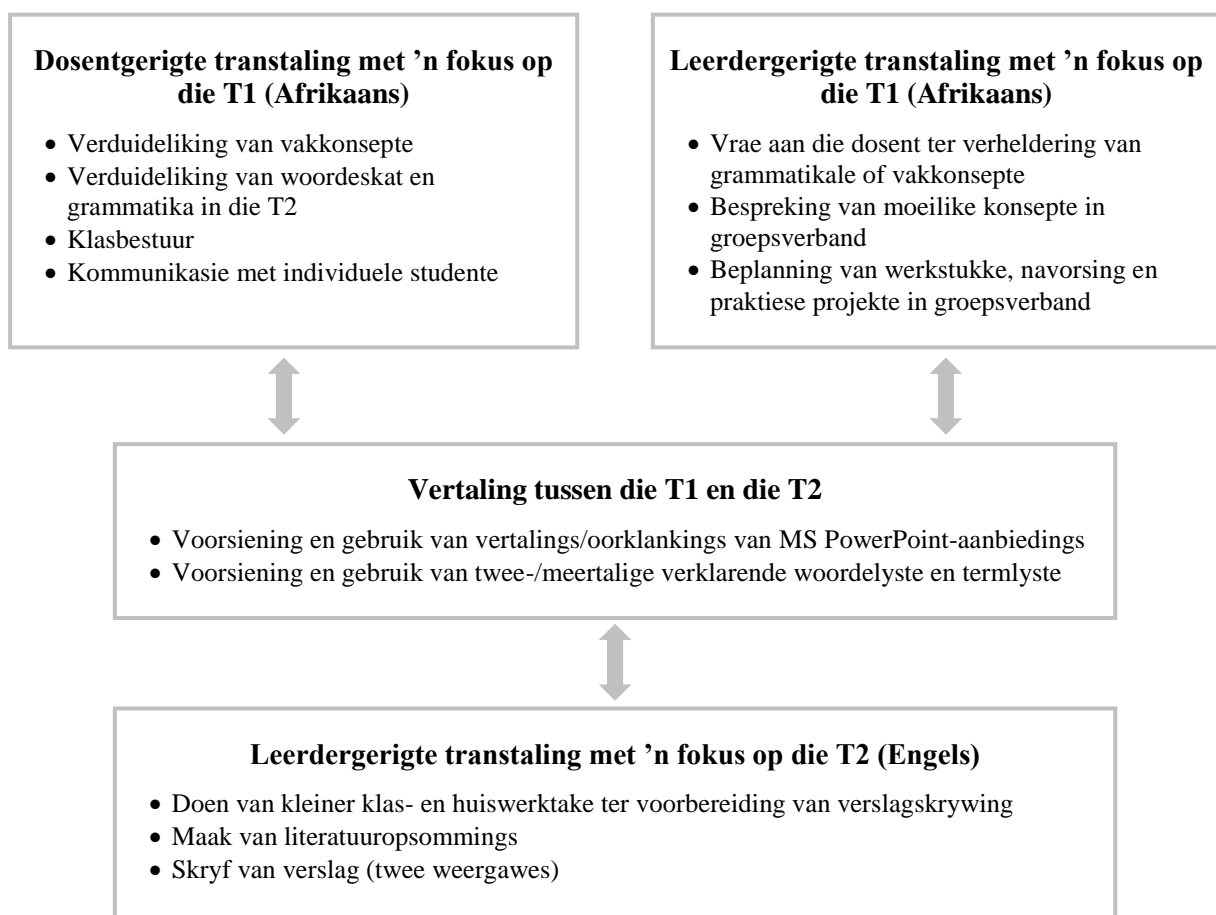 Dosentgerigte transtaling met ’n fokus op
die T1 (Afrikaans)
• Verduideliking van vakkonsepte
• Verduideliking van woordeskat en
grammatika in die T2
• Klasbestuur
• Kommunikasie met individuele studente
Leerdergerigte transtaling met ’n fokus op
die T1 (Afrikaans)
• Vrae aan die dosent ter verheldering van
grammatikale of vakkonsepte
• Bespreking van moeilike konsepte in
groepsverband
• Beplanning van werkstukke, navorsing en
praktiese projekte in groepsverband
Vertaling tussen die T1 en die T2
• Voorsiening en gebruik van vertalings/oorklankings van MS PowerPoint-aanbiedings
• Voorsiening en gebruik van twee-/meertalige verklarende woordelyste en termlyste
Leerdergerigte transtaling met ’n fokus op die T2 (Engels)
• Doen van kleiner klas- en huiswerktake ter voorbereiding van verslagskrywing
• Maak van literatuuropsommings
• Skryf van verslag (twee weergawes)